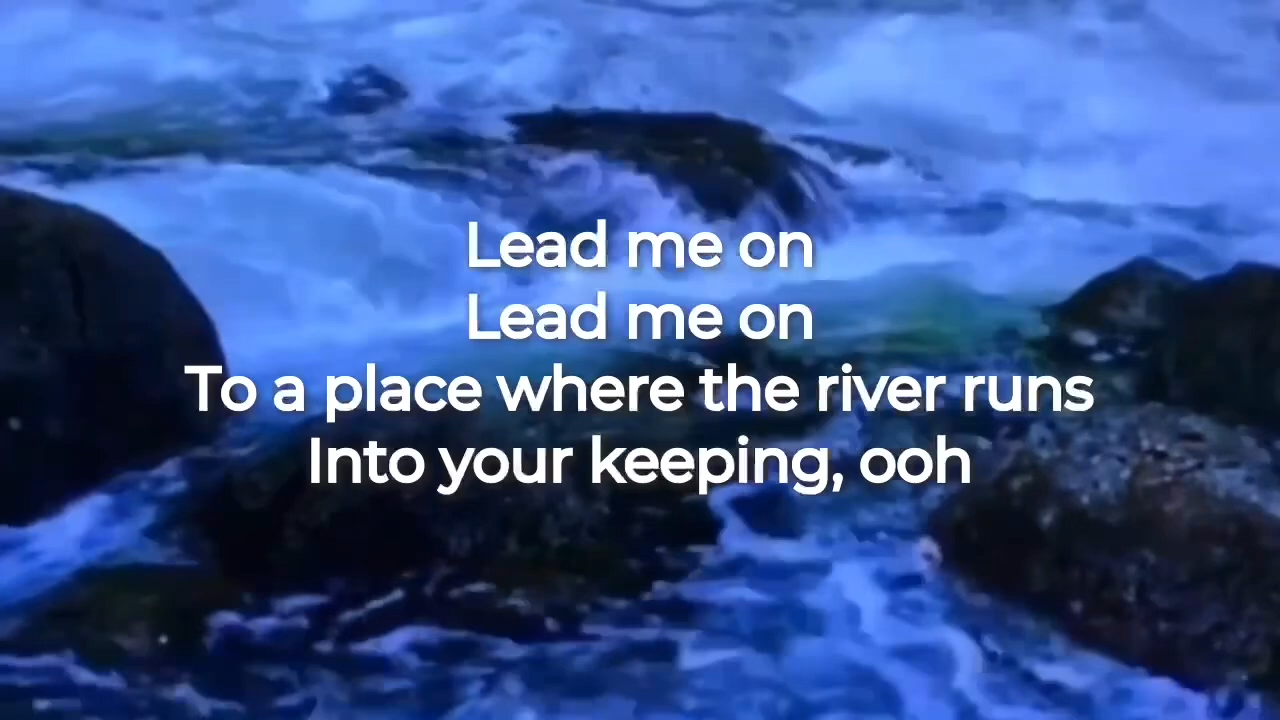 Lead me on
Lead me on
To a place where the river runs
Into your keeping, ooh